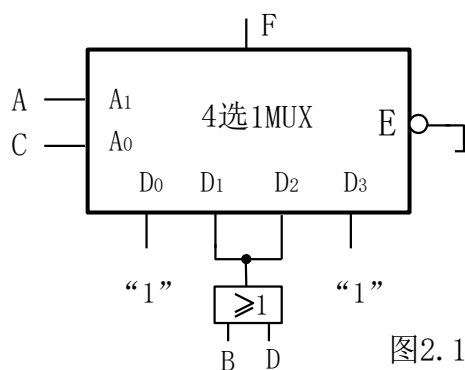 F
A A1 4选1MUX E
C A0
D0 D1 D2 D3
“1” “1”
≥1
B D
图2.1